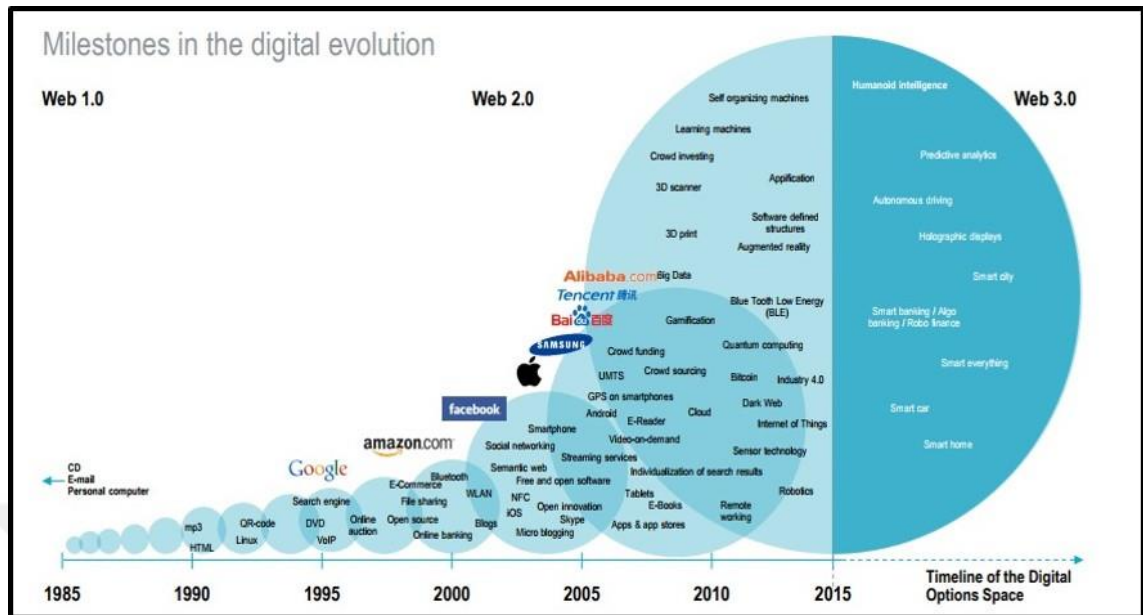 Milestones in the digital evolution
Web 1.0
Web 2.0
Web 3.0
Self organizing machines
Learning machines
Crowd investing
3D scanner
Appification
Software defined
structures
3D print
Augmented reality
Alibaba.com
Big Data
Tencent 腾讯
Blue Tooth Low Energy
(BLE)
Bai du 百度
Gamification
SAMSUNG
Quantum computing
Crowd funding
UMTS
Crowd sourcing
Bitcoin
Industry 4.0
GPS on smartphones
Dark Web
facebook
Android
E-Reader
Cloud
Internet of Things
Smartphone
Video-on-demand
amazon.com
Social networking
Streaming services
Sensor technology
Google
Semantic web
Individualization of search results
Bluetooth
Free and open software
E-Commerce
WLAN
NFC
Tablets
Robotics
Search engine
File sharing
iOS
Open innovation
E-Books
Remote
working
mp3
QR-code
DVD
Online
auction
Open source
Blogs
Skype
Apps & app stores
HTML
Linux
VoIP
Online banking
Micro blogging
CD
E-mail
Personal computer
Humanoid intelligence
Predictive analytics
Autonomous driving
Holographic displays
Smart city
Smart banking / Algo
banking / Robo finance
Smart everything
Smart car
Smart home
1985
1990
1995
2000
2005
2010
2015
Timeline of the Digital
Options Space